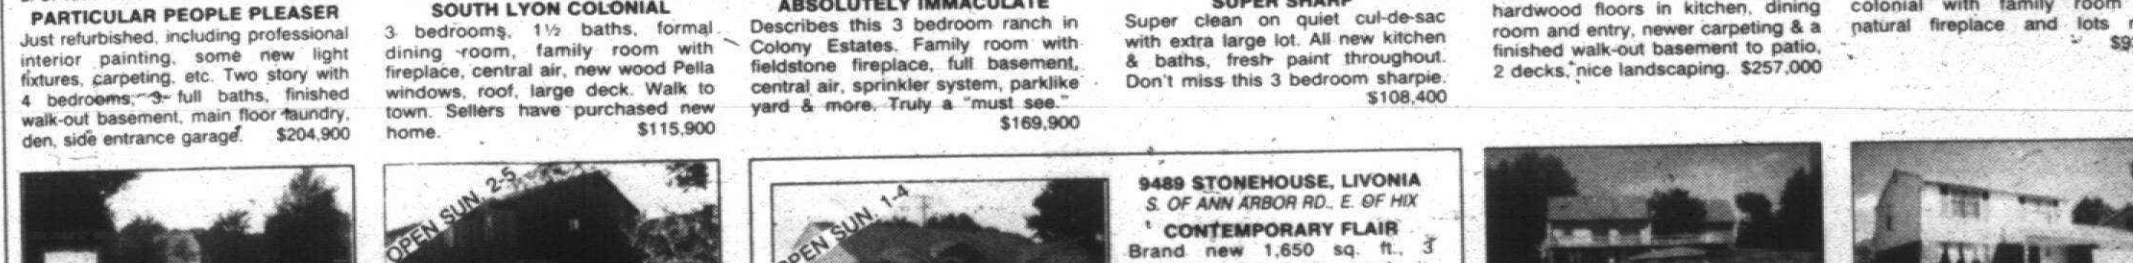 PARTICULAR PEOPLE PLEASER
Just refurbished, including professional
interior painting, some new light
fixtures, carpeting, etc. Two story with
4 bedrooms, 3 full baths, finished
walk-out basement, main floor laundry,
den, side entrance garage. $204,900
SOUTH LYON COLONIAL
3 bedrooms, 1½ baths, formal
dining room, family room with
fireplace, central air, new wood Pella
windows, roof, large deck. Walk to
town. Sellers have purchased new
home. $115,900
ABSOLUTELY IMMACULATE
Describes this 3 bedroom ranch in
Colony Estates. Family room with
fieldstone fireplace, full basement,
central air, sprinkler system, parklike
yard & more. Truly a "must see."
$169,900
SUPER SHARP
Super clean on quiet cul-de-sac
with extra large lot. All new kitchen
& baths, fresh paint throughout.
Don't miss this 3 bedroom sharpie.
$108,400
hardwood floors in kitchen, dining
room and entry, newer carpeting & a
finished walk-out basement to patio,
2 decks, nice landscaping. $257,000
colonial with family room
natural fireplace and lots
OPEN SUN. 2-5
OPEN SUN. 1-4
9489 STONEHOUSE, LIVONIA
S. OF ANN ARBOR RD., E. OF HIX
CONTEMPORARY FLAIR
Brand new 1,650 sq. ft., 3